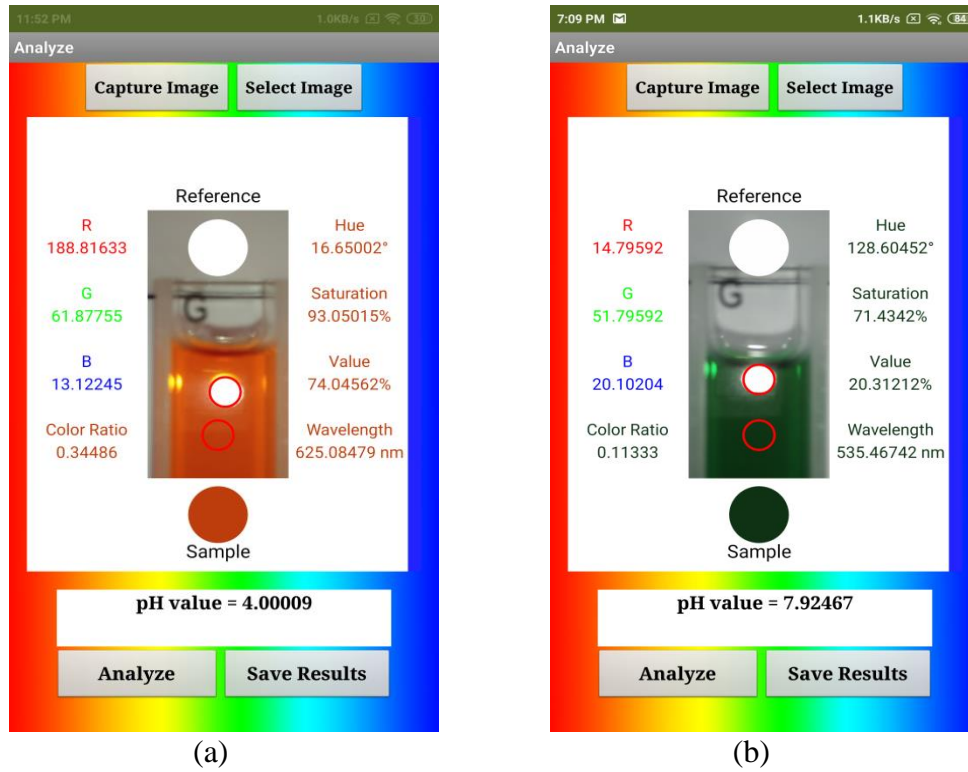 11:52 PM 1.0KB/s 30
Analyze
Capture Image Select Image
Reference
R Hue
188.81633 16.65002°
G
G Saturation
61.87755 93.05015%
B Value
13.12245 74.04562%
Color Ratio Wavelength
0.34486 625.08479 nm
Sample
pH value = 4.00009
Analyze Save Results
(a)
7:09 PM 1.1KB/s 84
Analyze
Capture Image Select Image
Reference
R Hue
14.79592 128.60452°
G
G Saturation
51.79592 71.4342%
B Value
20.10204 20.31212%
Color Ratio Wavelength
0.11333 535.46742 nm
Sample
pH value = 7.92467
Analyze Save Results
(b)